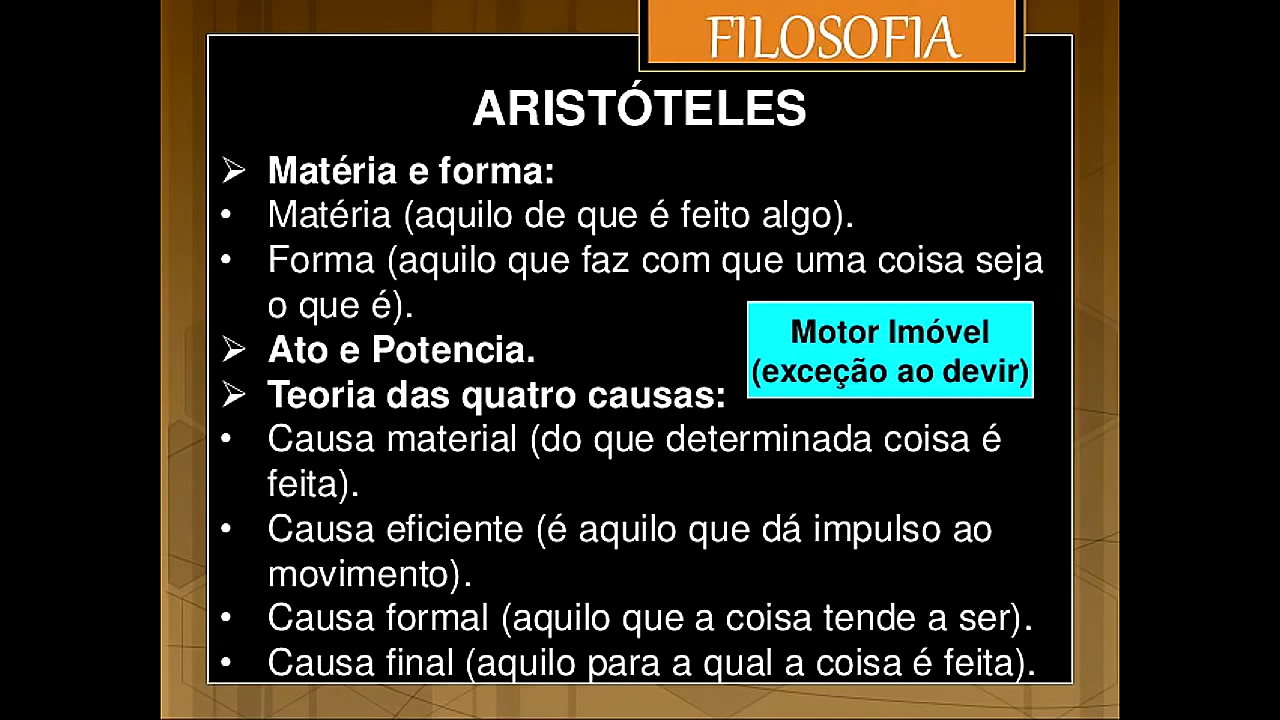 FILOSOFIA
ARISTÓTELES
➢ Matéria e forma:
• Matéria (aquilo de que é feito algo).
• Forma (aquilo que faz com que uma coisa seja
o que é).
Motor Imóvel
(exceção ao devir)
➢ Ato e Potencia.
➢ Teoria das quatro causas:
• Causa material (do que determinada coisa é
feita).
• Causa eficiente (é aquilo que dá impulso ao
movimento).
• Causa formal (aquilo que a coisa tende a ser).
• Causa final (aquilo para a qual a coisa é feita).